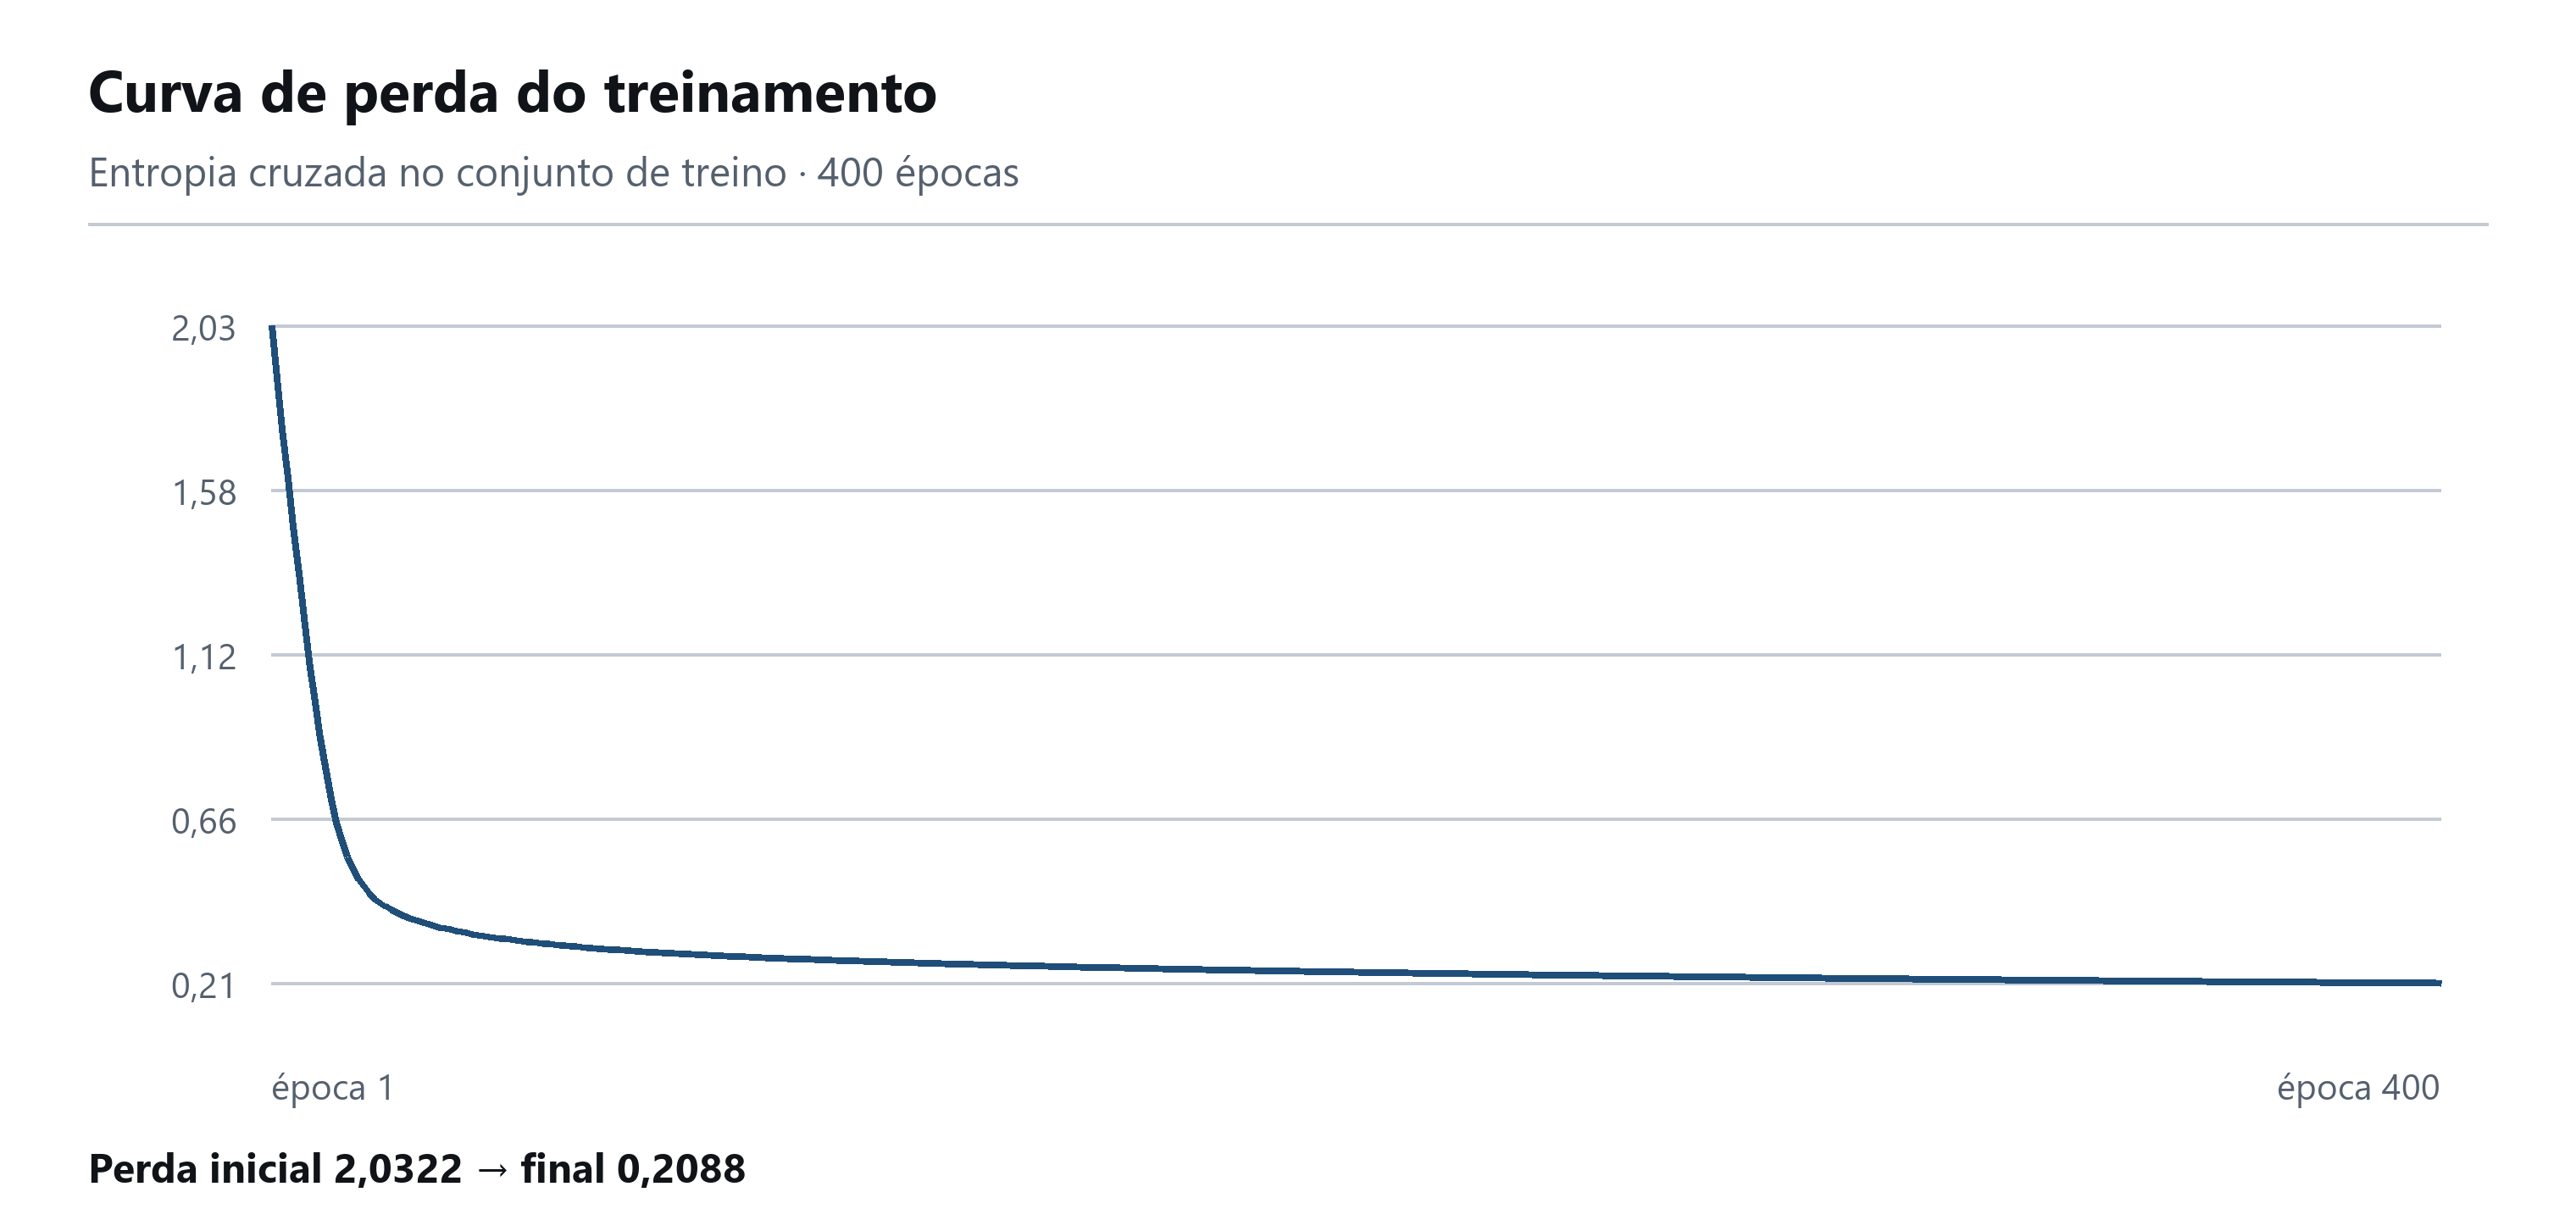 Curva de perda do treinamento
Entropia cruzada no conjunto de treino · 400 épocas
2,03
1,58
1,12
0,66
0,21
época 1
época 400
Perda inicial 2,0322 → final 0,2088